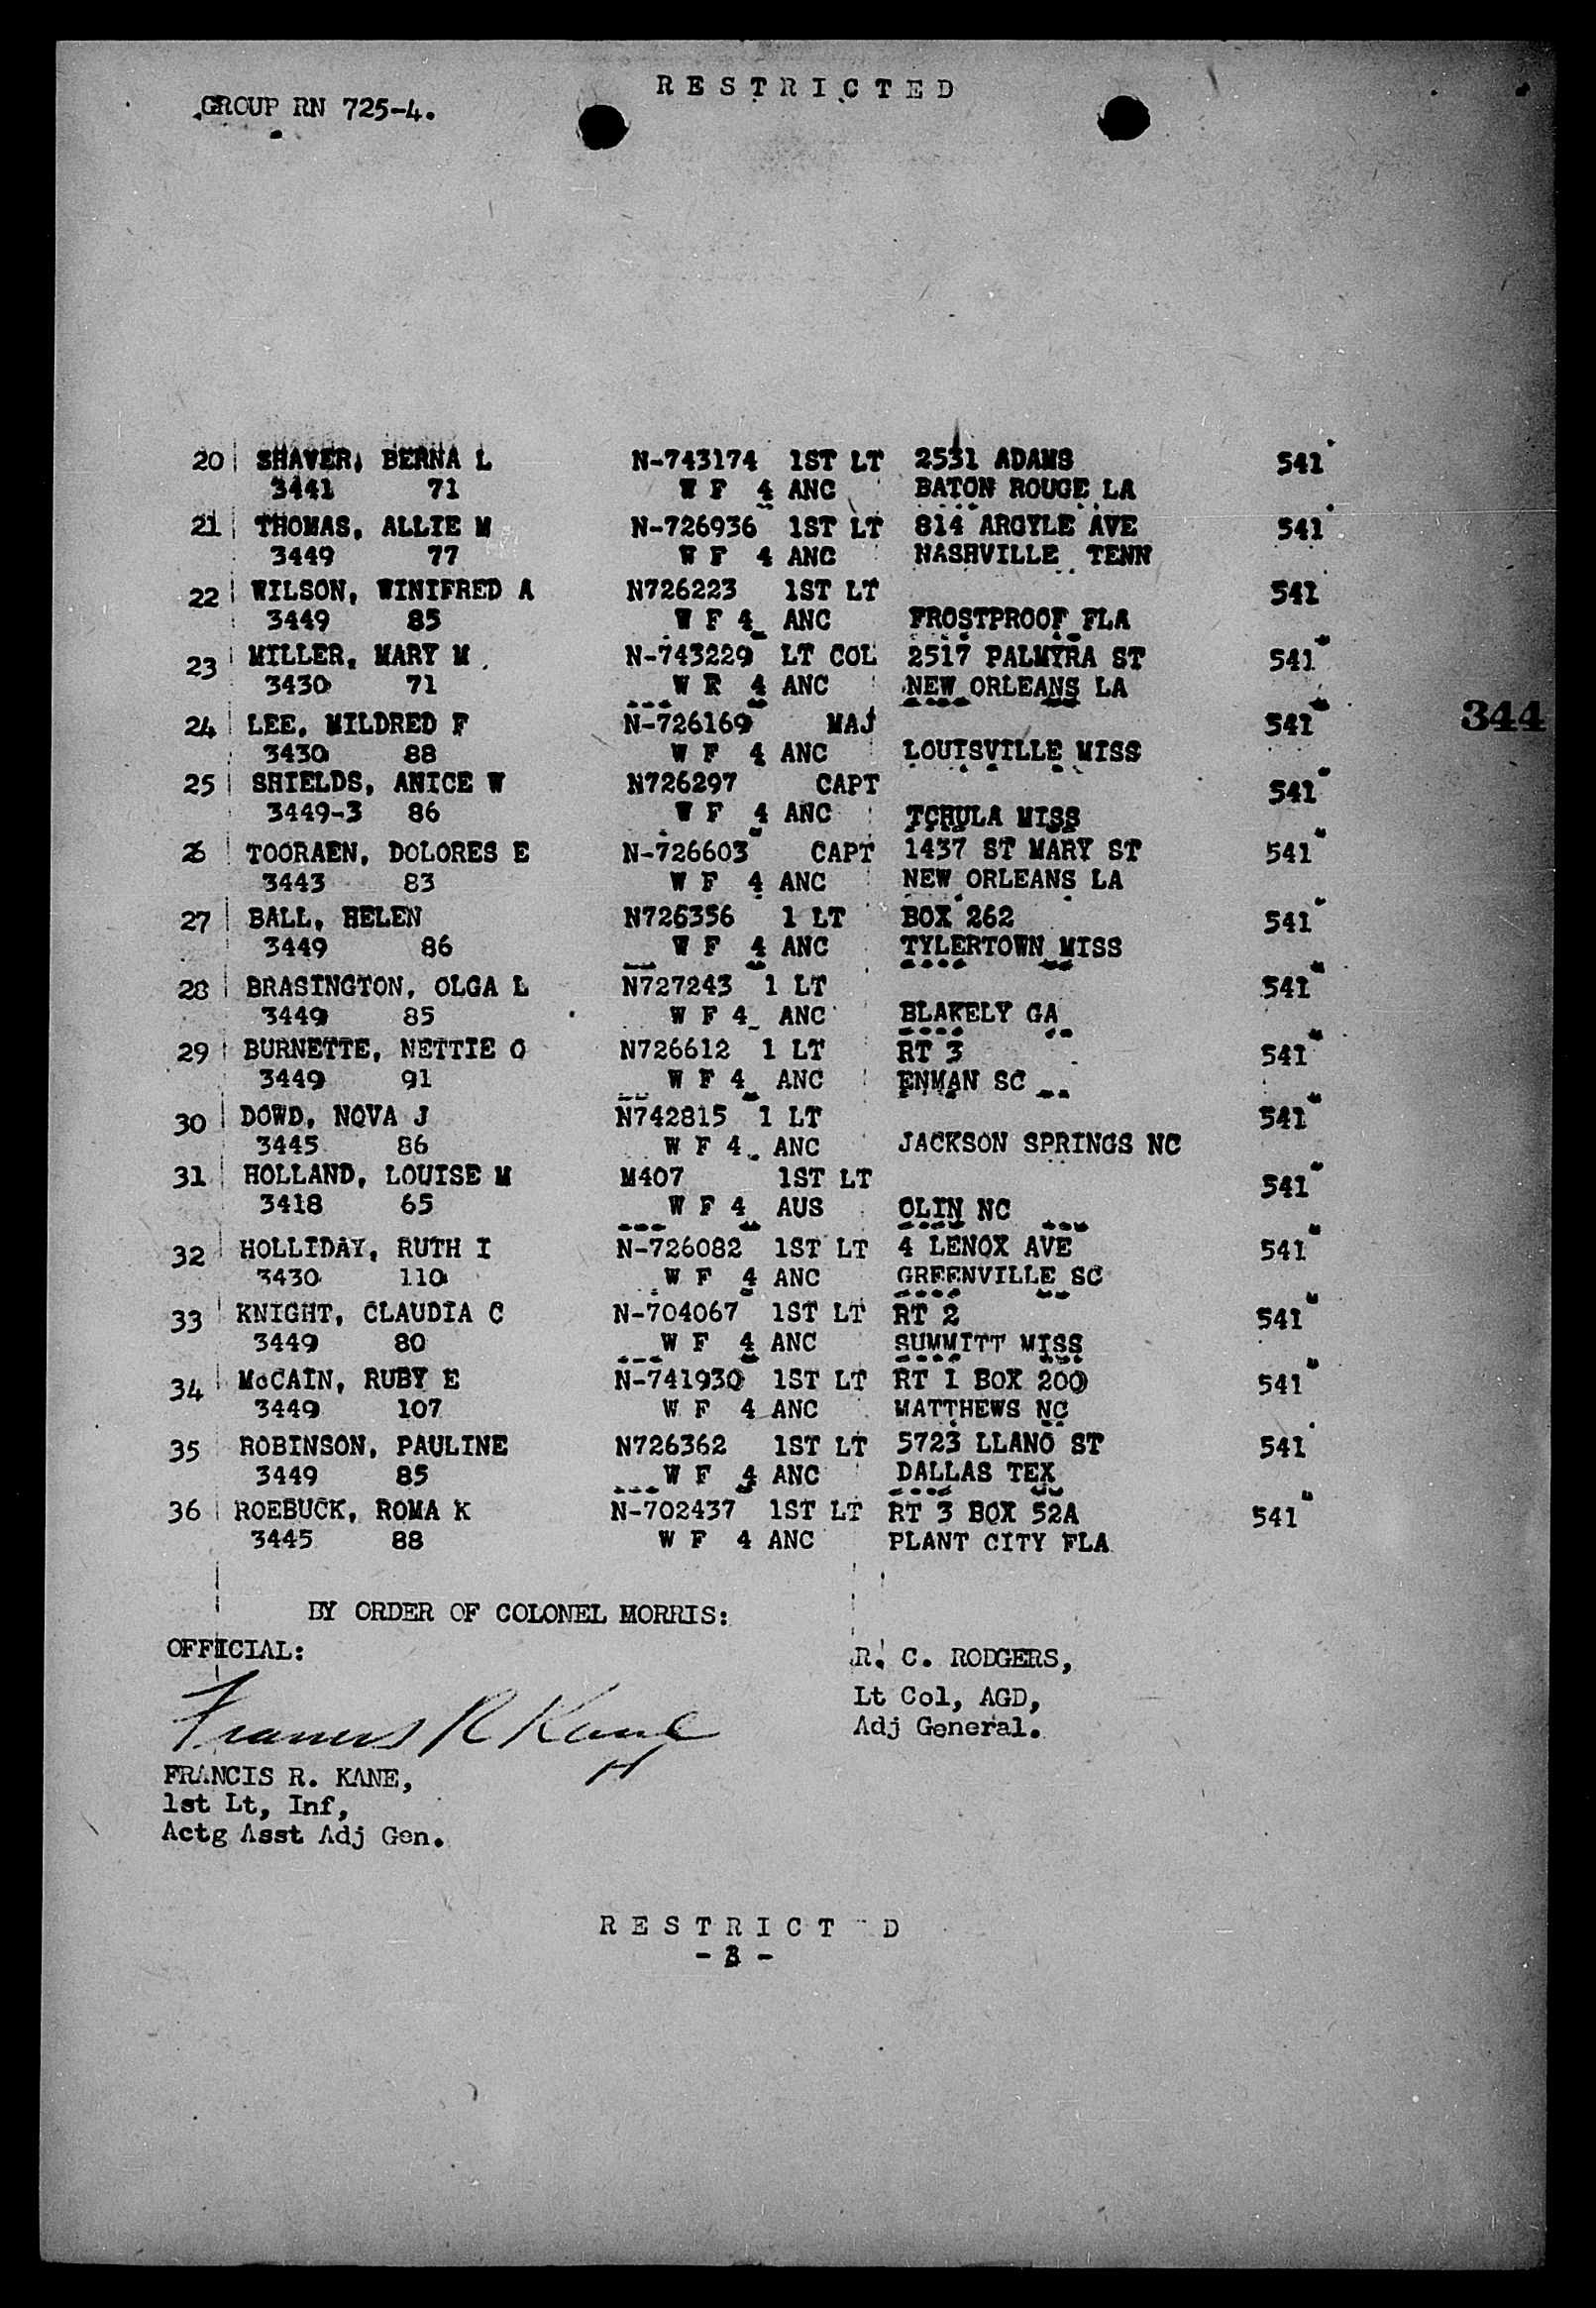 RESTRICTED
GROUP RN 725-4.
20 SHAVER, BERNA L N-743174 1ST LT 2531 ADAMS 541
3441 71 W F 4 ANC BATON ROUGE LA
21 THOMAS, ALLIE M N-726936 1ST LT 814 ARGYLE AVE 541
3449 77 W F 4 ANC NASHVILLE TENN
22 WILSON, WINIFRED A N726223 1ST LT 541
3449 85 W F 4 ANC FROSTPROOF FLA
23 MILLER, MARY M N-743229 LT COL 2517 PALMYRA ST 541
3430 71 W R 4 ANC NEW ORLEANS LA
24 LEE, MILDRED F N-726169 MAJ 541
344
3430 88 W F 4 ANC LOUISVILLE MISS
25 SHIELDS, ANICE W N726297 CAPT 541
3449-3 86 W F 4 ANC TCHULA MISS
26 TOORAEN, DOLORES E N-726603 CAPT 1437 ST MARY ST 541
3443 83 W F 4 ANC NEW ORLEANS LA
27 BALL, HELEN N726356 1 LT BOX 262 541
3449 86 W F 4 ANC TYLERTOWN MISS
28 BRASINGTON, OLGA L N727243 1 LT 541
3449 85 W F 4 ANC BLAKELY GA
29 BURNETTE, NETTIE O N726612 1 LT RT 3 541
3449 91 W F 4 ANC ENMAN SC
30 DOWD, NOVA J N742815 1 LT 541
3445 86 W F 4 ANC JACKSON SPRINGS NC
31 HOLLAND, LOUISE M M407 1ST LT 541
3418 65 W F 4 AUS OLIN NC
32 HOLLIDAY, RUTH I N-726082 1ST LT 4 LENOX AVE 541
3430 110 W F 4 ANC GREENVILLE SC
33 KNIGHT, CLAUDIA C N-704067 1ST LT RT 2 541
3449 80 W F 4 ANC SUMMITT MISS
34 McCAIN, RUBY E N-741930 1ST LT RT 1 BOX 200 541
3449 107 W F 4 ANC MATTHEWS NC
35 ROBINSON, PAULINE N726362 1ST LT 5723 LLANO ST 541
3449 85 W F 4 ANC DALLAS TEX
36 ROEBUCK, ROMA K N-702437 1ST LT RT 3 BOX 52A 541
3445 88 W F 4 ANC PLANT CITY FLA
BY ORDER OF COLONEL MORRIS:
OFFICIAL:
R. C. RODGERS,
Lt Col, AGD,
Adj General.
Francis R Kane
FRANCIS R. KANE,
1st Lt, Inf,
Actg Asst Adj Gen.
RESTRICT D
- 3 -